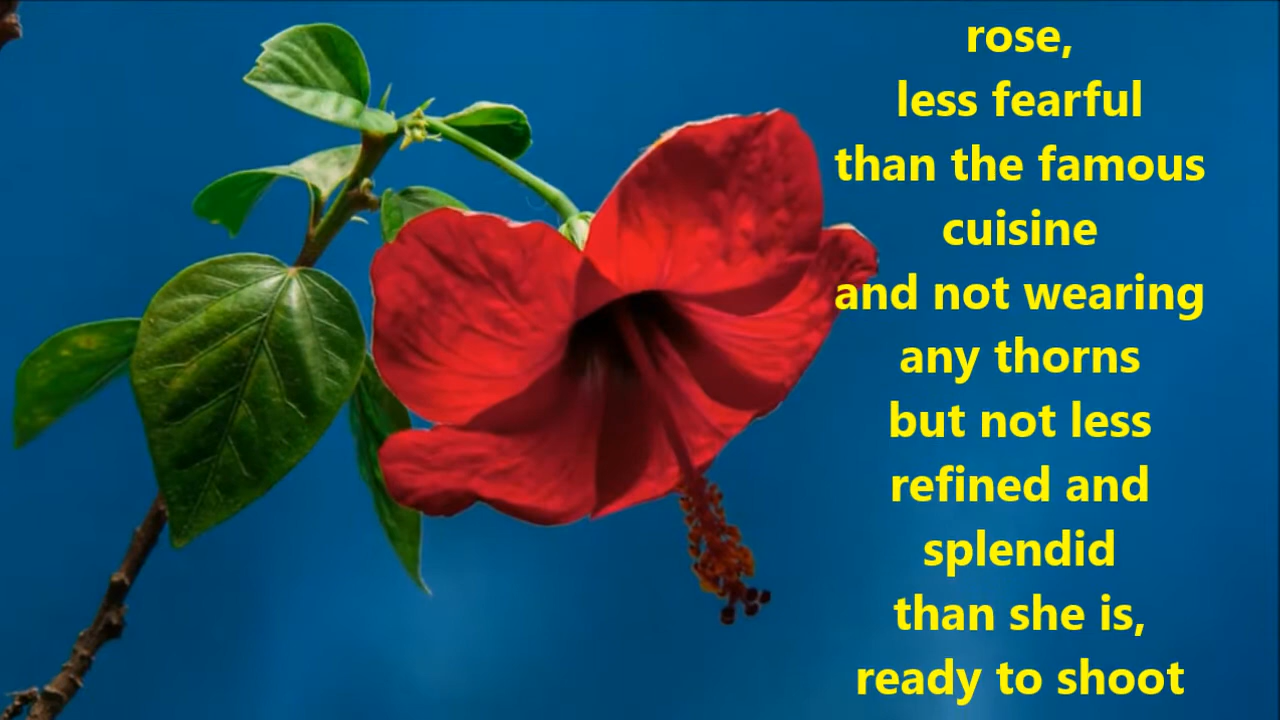 rose,
less fearful
than the famous
cuisine
and not wearing
any thorns
but not less
refined and
splendid
than she is,
ready to shoot